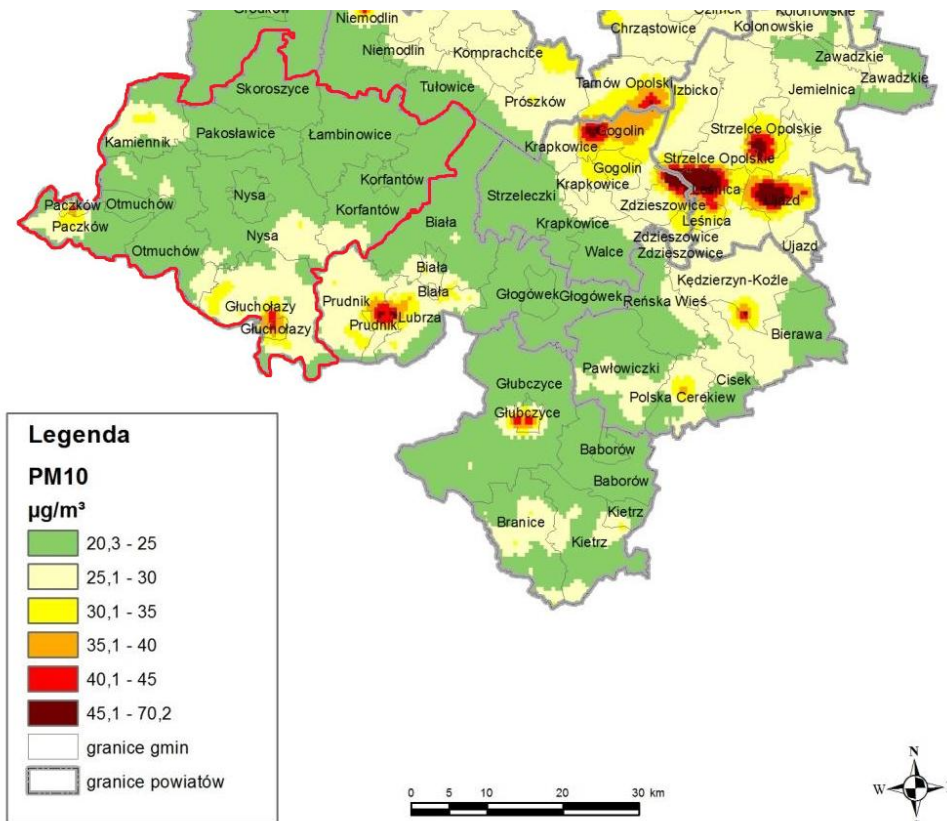 Grodków
Niemodlin
Ozimek
Kolonowskie
Chrząstowice
Kolonowskie
Niemodlin
Komprachcice
Zawadzkie
Skoroszyce
Tułowice
Tarnów Opolski
Izbicko
Zawadzkie
Prószków
Jemielnica
Kamiennik
Pakosławice
Łambinowice
Gogolin
Strzelce Opolskie
Krapkowice
Korfantów
Gogolin
Strzelce Opolskie
Paczków
Otmuchów
Nysa
Strzeleczki
Krapkowice
Leśnica
Ujazd
Paczków
Korfantów
Zdzieszowice
Nysa
Biała
Krapkowice
Leśnica
Otmuchów
Walce
Zdzieszowice
Zdzieszowice
Ujazd
Biała
Kędzierzyn-Koźle
Głuchołazy
Prudnik
Biała
Głogówek
Głogówek
Reńska Wieś
Głuchołazy
Prudnik
Lubrza
Bierawa
Pawłowiczki
Cisek
Głubczyce
Polska Cerekiew
Głubczyce
Baborów
Baborów
Branice
Kietrz
Kietrz
Legenda
PM10
µg/m³
20,3 - 25
25,1 - 30
30,1 - 35
35,1 - 40
40,1 - 45
45,1 - 70,2
granice gmin
granice powiatów
0 5 10 20 30 km
N
W E
S